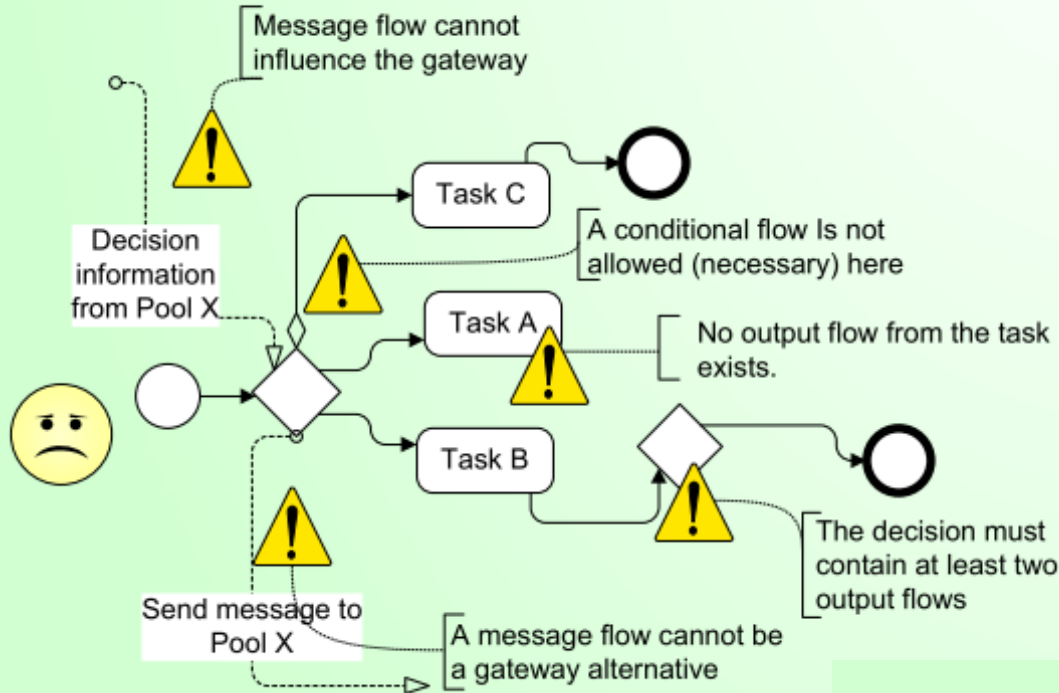 Message flow cannot
influence the gateway
Task C
Decision
information
from Pool X
A conditional flow Is not
allowed (necessary) here
Task A
No output flow from the task
exists.
Task B
The decision must
contain at least two
output flows
Send message to
Pool X
A message flow cannot be
a gateway alternative